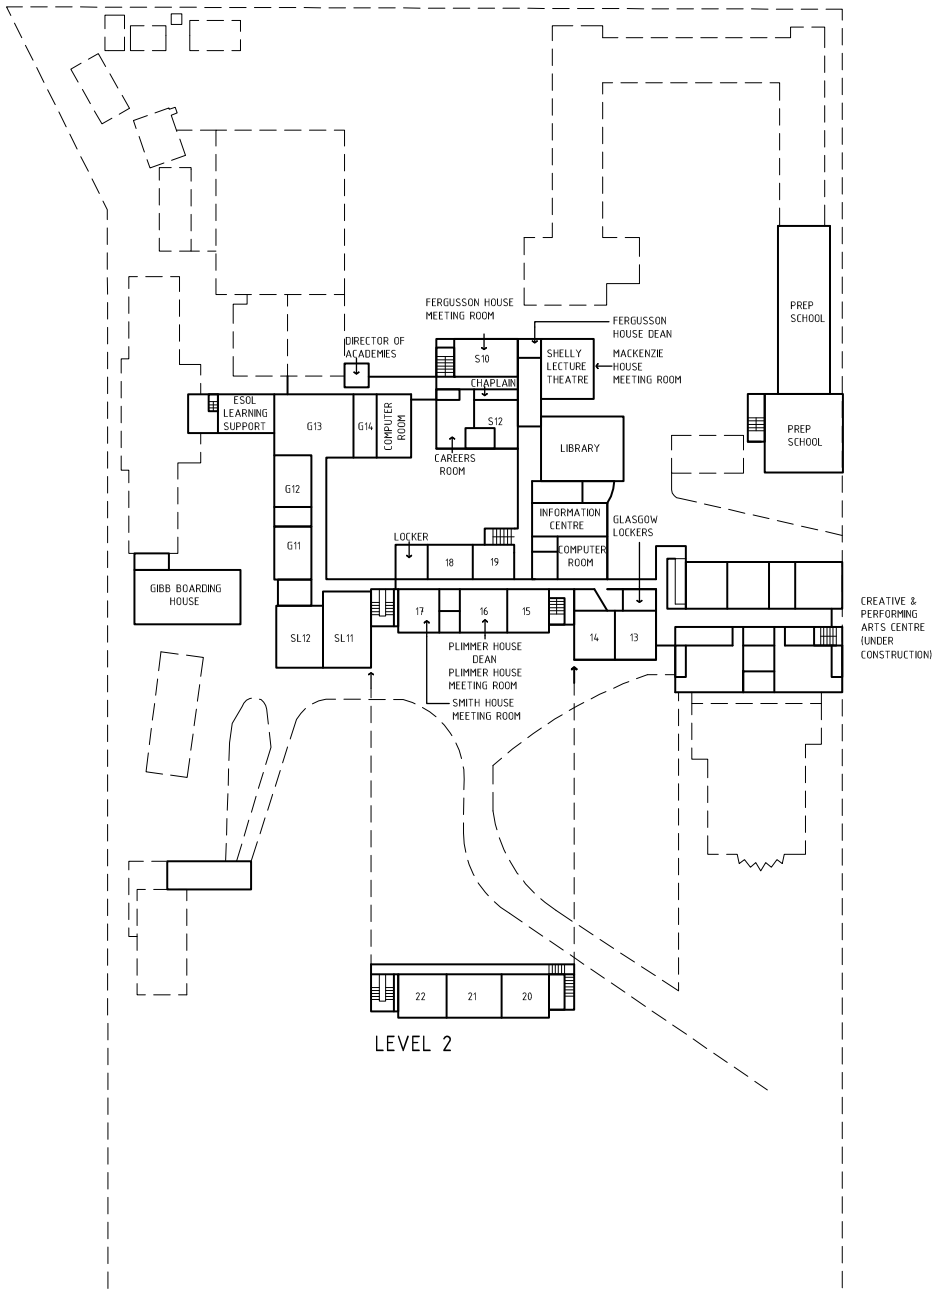 FERGUSSON HOUSE
MEETING ROOM
FERGUSSON
HOUSE DEAN
PREP
SCHOOL
DIRECTOR OF
ACADEMIES
S10
SHELLY
LECTURE
THEATRE
MACKENZIE
HOUSE
MEETING ROOM
CHAPLAIN
ESOL
LEARNING
SUPPORT
G13
G14
COMPUTER
ROOM
S12
PREP
SCHOOL
LIBRARY
CAREERS
ROOM
G12
INFORMATION
CENTRE
GLASGOW
LOCKERS
LOCKER
G11
COMPUTER
ROOM
18
19
GIBB BOARDING
HOUSE
CREATIVE &
PERFORMING
ARTS CENTRE
(UNDER
CONSTRUCTION)
17
16
15
SL12
SL11
14
13
PLIMMER HOUSE
DEAN
PLIMMER HOUSE
MEETING ROOM
SMITH HOUSE
MEETING ROOM
22
21
20
LEVEL 2